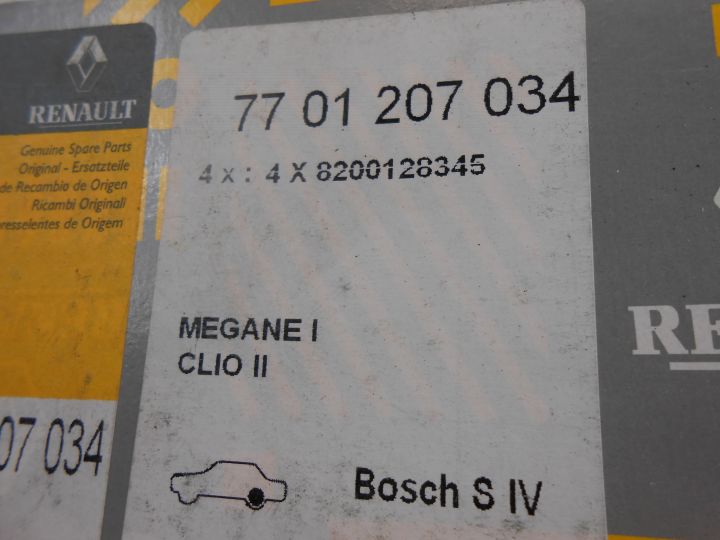 RENAULT
Genuine Spare Parts
Original - Ersatzteile
de Recambio de Origen
Ricambi Originali
resselentes de Origem
07 034
77 01 207 034
4 x : 4 X 8200128345
MEGANE I
CLIO II
Bosch S IV
RE